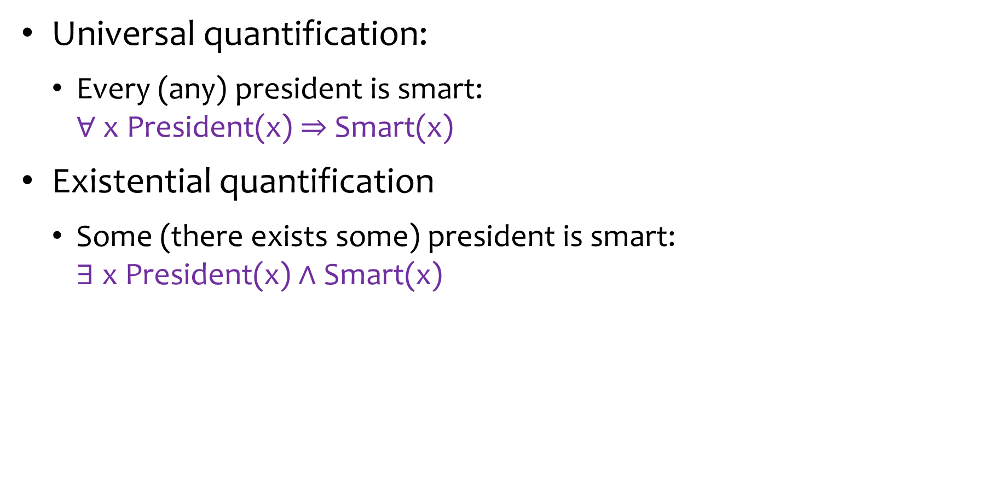 • Universal quantification:
• Every (any) president is smart:
∀ x President(x) ⇒ Smart(x)
• Existential quantification
• Some (there exists some) president is smart:
∃ x President(x) ∧ Smart(x)